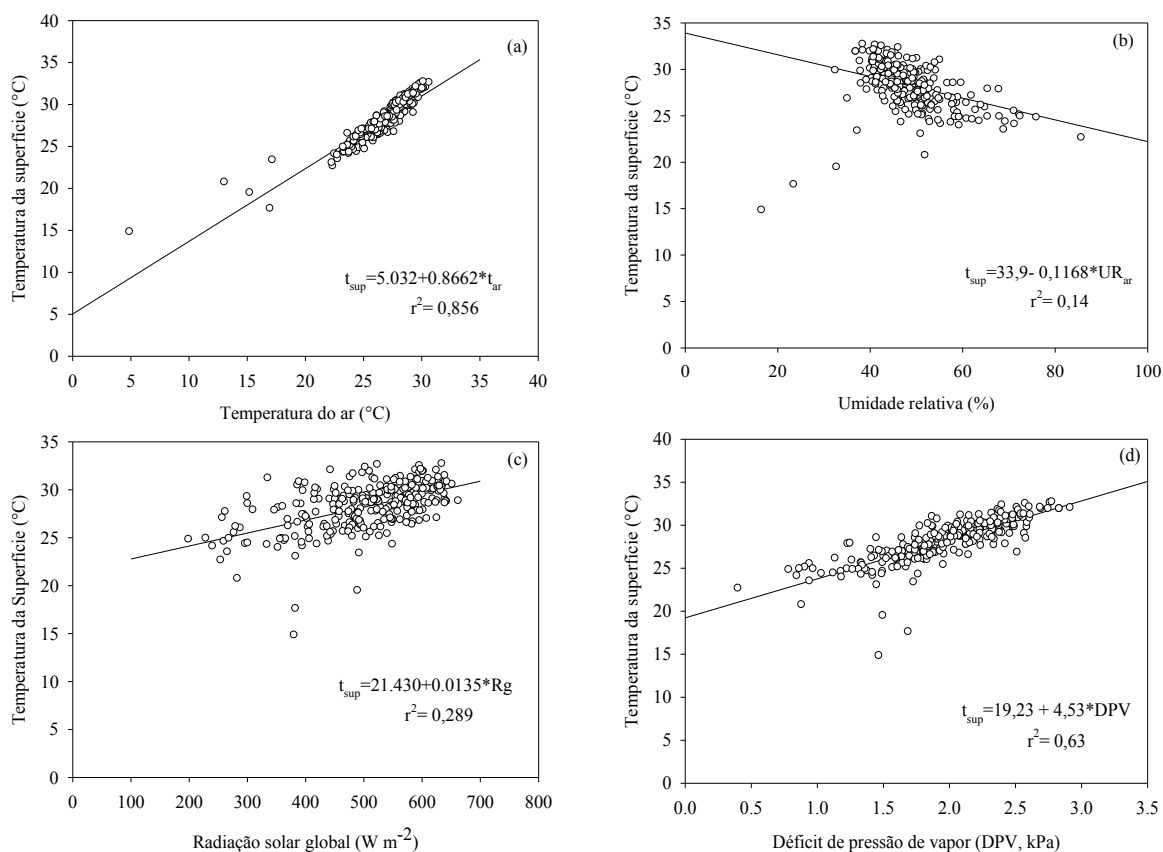 (a)
Temperatura da superfície (°C)
40
35
30
25
20
15
10
5
0
t_sup=5.032+0.8662*t_ar
r²= 0,856
0 5 10 15 20 25 30 35 40
Temperatura do ar (°C)
(b)
Temperatura da superfície (°C)
35
30
25
20
15
10
5
0
t_sup=33,9- 0,1168*UR_ar
r²= 0,14
0 20 40 60 80 100
Umidade relativa (%)
(c)
Temperatura da Superfície (°C)
35
30
25
20
15
10
5
0
t_sup=21.430+0.0135*Rg
r²= 0,289
0 100 200 300 400 500 600 700 800
Radiação solar global (W m⁻²)
(d)
Temperatura da superfície (°C)
40
35
30
25
20
15
10
5
0
t_sup=19,23 + 4,53*DPV
r²= 0,63
0.0 0.5 1.0 1.5 2.0 2.5 3.0 3.5
Déficit de pressão de vapor (DPV, kPa)